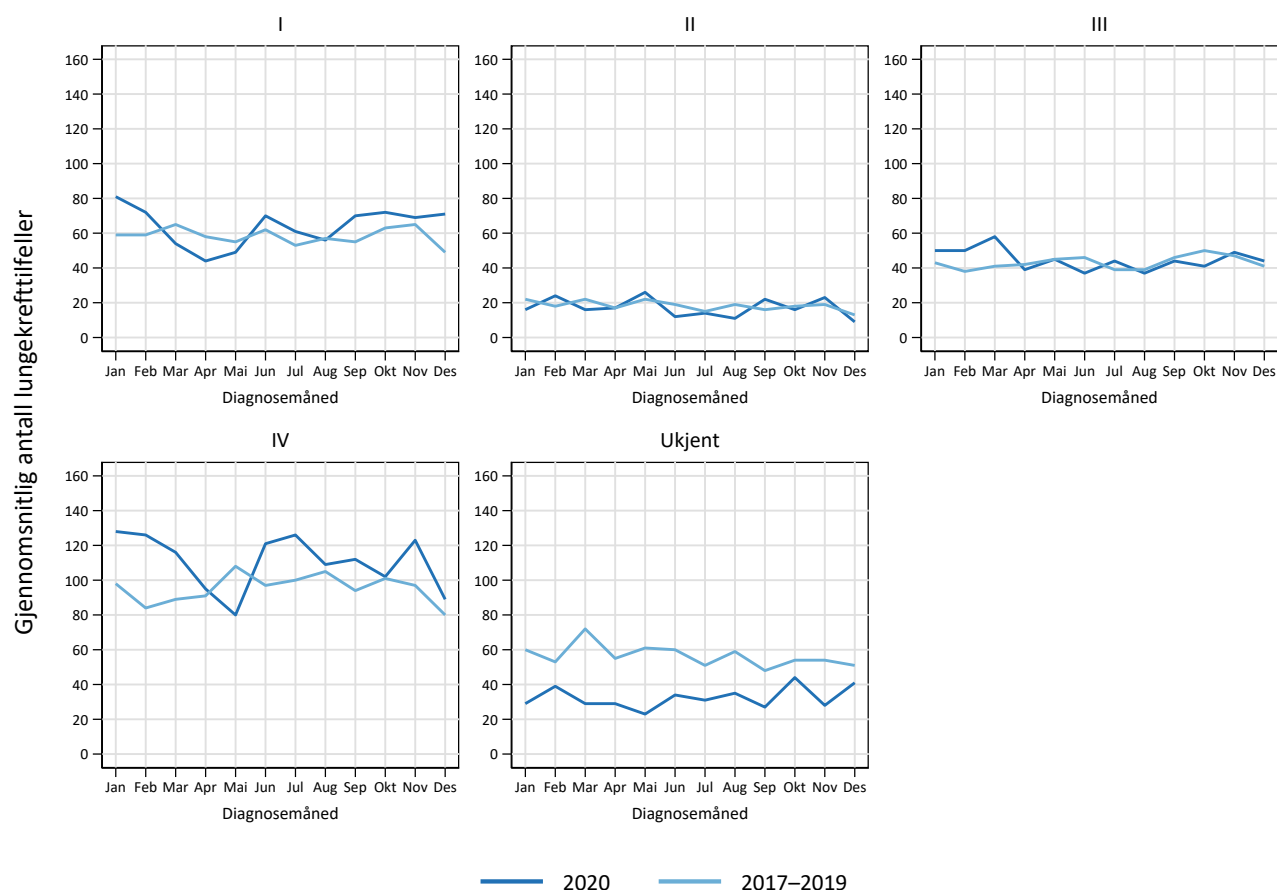 I
II
III
160
140
120
100
80
60
40
20
0
160
140
120
100
80
60
40
20
0
160
140
120
100
80
60
40
20
0
Jan Feb Mar Apr Mai Jun Jul Aug Sep Okt Nov Des
Jan Feb Mar Apr Mai Jun Jul Aug Sep Okt Nov Des
Jan Feb Mar Apr Mai Jun Jul Aug Sep Okt Nov Des
Diagnosemåned
Diagnosemåned
Diagnosemåned
Gjennomsnitlig antall lungekrefttilfeller
IV
Ukjent
160
140
120
100
80
60
40
20
0
160
140
120
100
80
60
40
20
0
Jan Feb Mar Apr Mai Jun Jul Aug Sep Okt Nov Des
Jan Feb Mar Apr Mai Jun Jul Aug Sep Okt Nov Des
Diagnosemåned
Diagnosemåned
2020
2017–2019